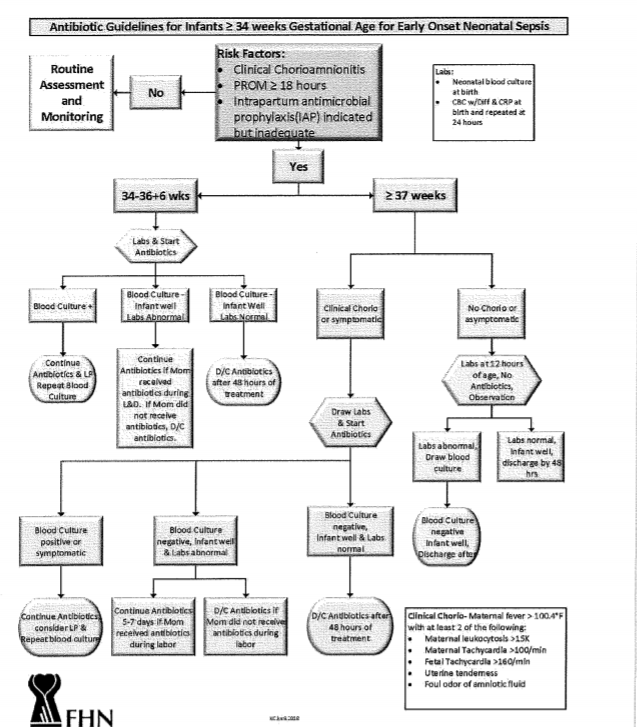 Antibiotic Guidelines for Infants ≥ 34 weeks Gestational Age for Early Onset Neonatal Sepsis
Routine
Assessment
and
Monitoring
No
Risk Factors:
• Clinical Chorioamnionitis
• PROM ≥ 18 hours
• Intrapartum antimicrobial
prophylaxis(IAP) indicated
but inadequate
Labs:
• Neonatal blood culture
at birth
• CBC w/Diff & CRP at
birth and repeated at
24 hours
Yes
34-36+6 wks
≥ 37 weeks
Labs & Start
Antibiotics
Blood Culture +
Blood Culture -
Infant well
Labs Abnormal
Blood Culture -
Infant Well
Labs Normal
Clinical Chorio
or symptomatic
No Chorio or
asymptomatic
Continue
Antibiotics & LP
Repeat Blood
Culture
Continue
Antibiotics if Mom
received
antibiotics during
L&D. If Mom did
not receive
antibiotics, D/C
antibiotics.
D/C Antibiotics
after 48 hours of
treatment
Labs at 12 hours
of age, No
Antibiotics,
Observation
Draw Labs
& Start
Antibiotics
Labs abnormal,
Draw blood
culture
Labs normal,
Infant well,
discharge by 48
hrs
Blood Culture
positive or
symptomatic
Blood Culture
negative, Infant well
& Labs abnormal
Blood Culture
negative,
Infant well & Labs
normal
Blood Culture
negative
Infant well,
Discharge after
Continue Antibiotics,
consider LP &
Repeat blood culture
Continue Antibiotics
5-7 days if Mom
received antibiotics
during labor
D/C Antibiotics if
Mom did not receive
antibiotics during
labor
D/C Antibiotics after
48 hours of
treatment
Clinical Chorio- Maternal fever > 100.4°F
with at least 2 of the following:
• Maternal leukocytosis >15K
• Maternal Tachycardia >100/min
• Fetal Tachycardia >160/min
• Uterine tenderness
• Foul odor of amniotic fluid
FHN